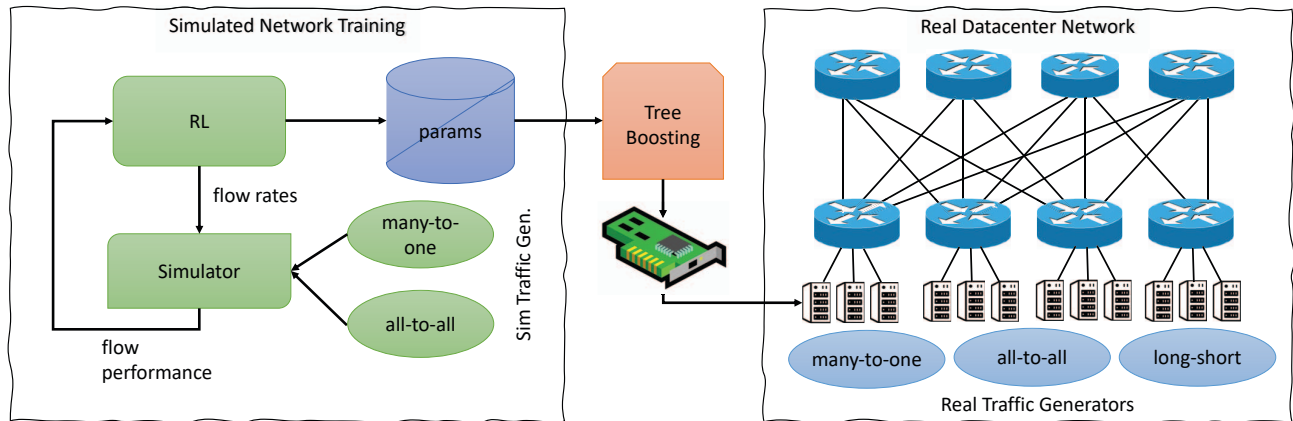 Simulated Network Training
RL
params
flow rates
Simulator
many-to-
one
all-to-all
Sim Traffic Gen.
flow
performance
Tree
Boosting
Real Datacenter Network
many-to-one
all-to-all
long-short
Real Traffic Generators